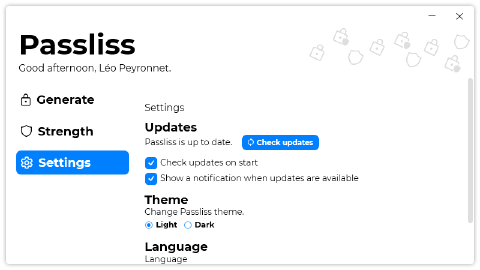 Passliss
Good afternoon, Léo Peyronnet.
Generate
Strength
Settings
Settings
Updates
Passliss is up to date.
Check updates
Check updates on start
Show a notification when updates are available
Theme
Change Passliss theme.
Light
Dark
Language
Language